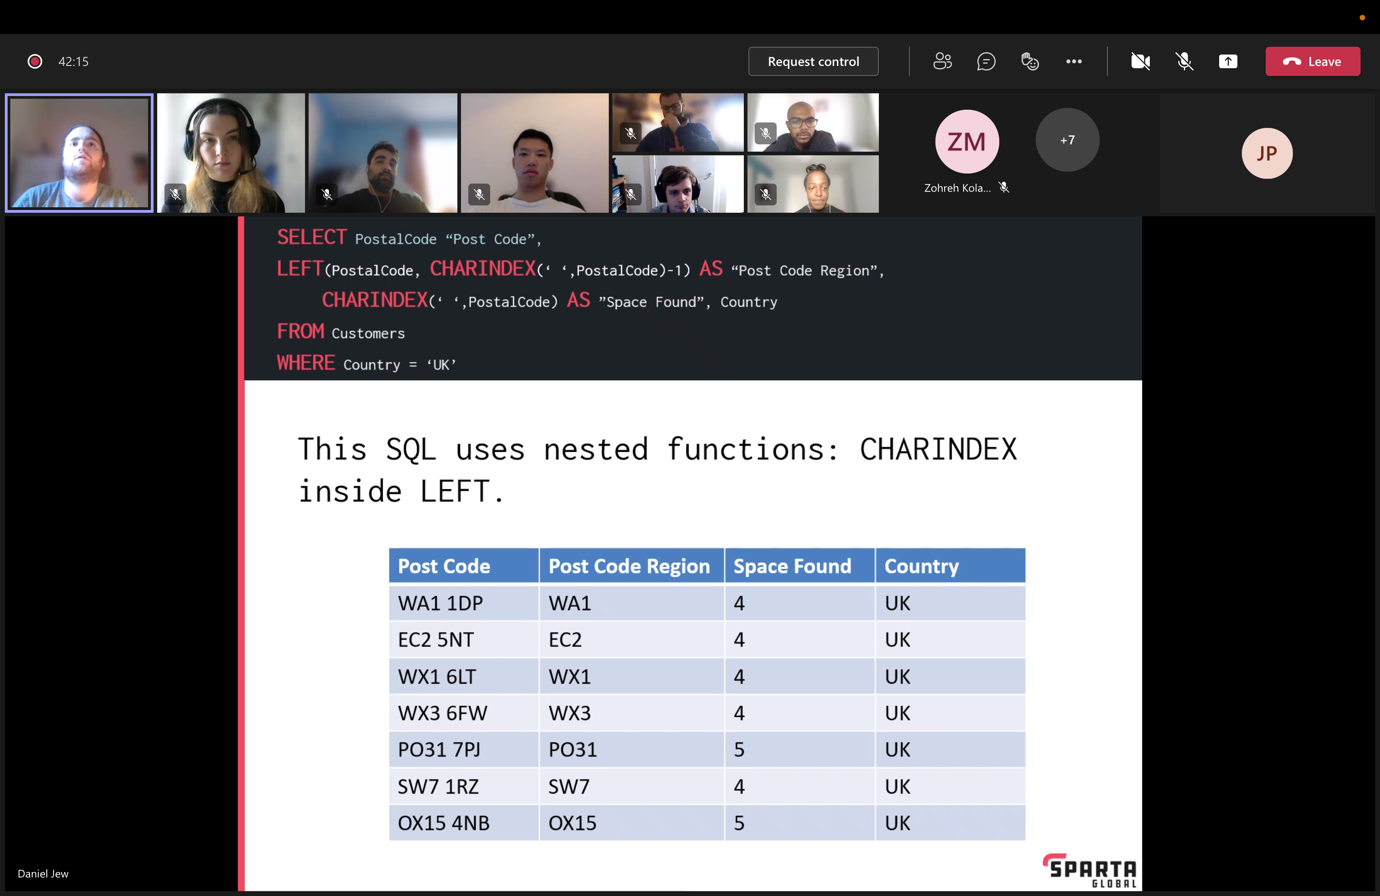 42:15
Request control
Leave
ZM
+7
JP
Zohreh Kola...
SELECT PostalCode “Post Code”,
LEFT(PostalCode, CHARINDEX(‘ ‘,PostalCode)-1) AS “Post Code Region”,
CHARINDEX(‘ ‘,PostalCode) AS ”Space Found”, Country
FROM Customers
WHERE Country = ‘UK’
This SQL uses nested functions: CHARINDEX
inside LEFT.
Post Code Post Code Region Space Found Country
WA1 1DP WA1 4 UK
EC2 5NT EC2 4 UK
WX1 6LT WX1 4 UK
WX3 6FW WX3 4 UK
PO31 7PJ PO31 5 UK
SW7 1RZ SW7 4 UK
OX15 4NB OX15 5 UK
SPARTA
GLOBAL
Daniel Jew